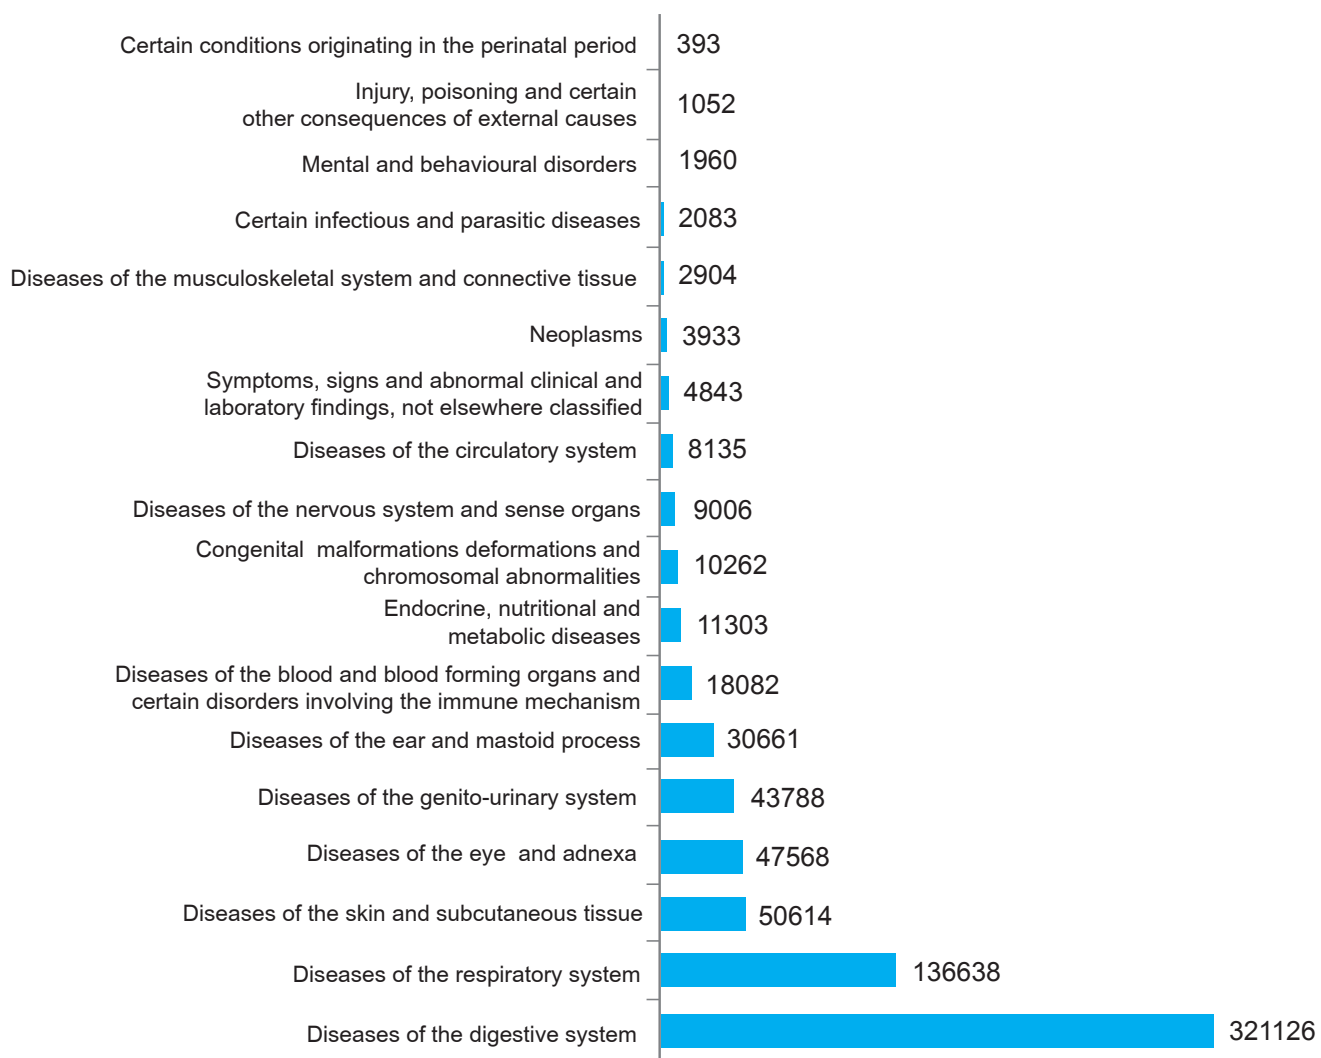 Certain conditions originating in the perinatal period 393
Injury, poisoning and certain
other consequences of external causes 1052
Mental and behavioural disorders 1960
Certain infectious and parasitic diseases 2083
Diseases of the musculoskeletal system and connective tissue 2904
Neoplasms 3933
Symptoms, signs and abnormal clinical and
laboratory findings, not elsewhere classified 4843
Diseases of the circulatory system 8135
Diseases of the nervous system and sense organs 9006
Congenital  malformations deformations and
chromosomal abnormalities 10262
Endocrine, nutritional and
metabolic diseases 11303
Diseases of the blood and blood forming organs and
certain disorders involving the immune mechanism 18082
Diseases of the ear and mastoid process 30661
Diseases of the genito-urinary system 43788
Diseases of the eye  and adnexa 47568
Diseases of the skin and subcutaneous tissue 50614
Diseases of the respiratory system 136638
Diseases of the digestive system 321126